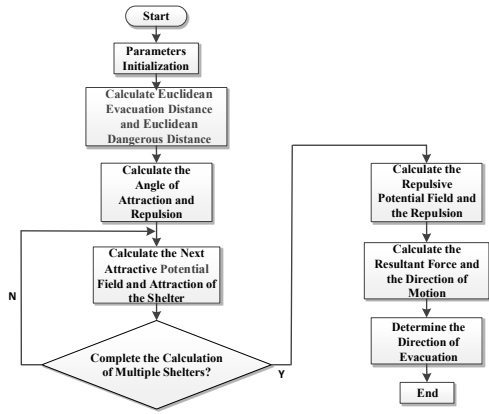 Start
Parameters
Initialization
Calculate Euclidean
Evacuation Distance
and Euclidean
Dangerous Distance
Calculate the
Angle of
Attraction and
Repulsion
Calculate the Next
Attractive Potential
Field and Attraction of
the Shelter
N
Complete the Calculation
of Multiple Shelters?
Y
Calculate the
Repulsive
Potential Field and
the Repulsion
Calculate the
Resultant Force and
the Direction of
Motion
Determine the
Direction of
Evacuation
End